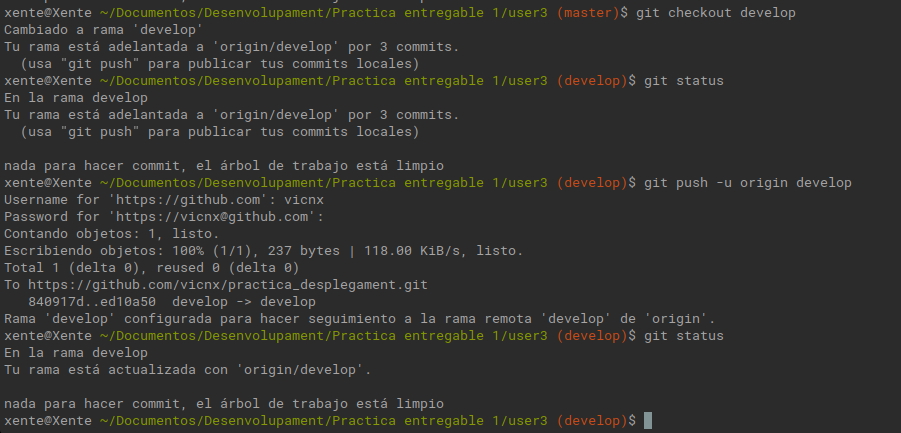 xente@Xente ~/Documentos/Desenvolupament/Practica entregable 1/user3 (master)$ git checkout develop
Cambiado a rama 'develop'
Tu rama está adelantada a 'origin/develop' por 3 commits.
  (usa "git push" para publicar tus commits locales)
xente@Xente ~/Documentos/Desenvolupament/Practica entregable 1/user3 (develop)$ git status
En la rama develop
Tu rama está adelantada a 'origin/develop' por 3 commits.
  (usa "git push" para publicar tus commits locales)

nada para hacer commit, el árbol de trabajo está limpio
xente@Xente ~/Documentos/Desenvolupament/Practica entregable 1/user3 (develop)$ git push -u origin develop
Username for 'https://github.com': vicnx
Password for 'https://vicnx@github.com':
Contando objetos: 1, listo.
Escribiendo objetos: 100% (1/1), 237 bytes | 118.00 KiB/s, listo.
Total 1 (delta 0), reused 0 (delta 0)
To https://github.com/vicnx/practica_desplegament.git
   840917d..ed10a50  develop -> develop
Rama 'develop' configurada para hacer seguimiento a la rama remota 'develop' de 'origin'.
xente@Xente ~/Documentos/Desenvolupament/Practica entregable 1/user3 (develop)$ git status
En la rama develop
Tu rama está actualizada con 'origin/develop'.

nada para hacer commit, el árbol de trabajo está limpio
xente@Xente ~/Documentos/Desenvolupament/Practica entregable 1/user3 (develop)$